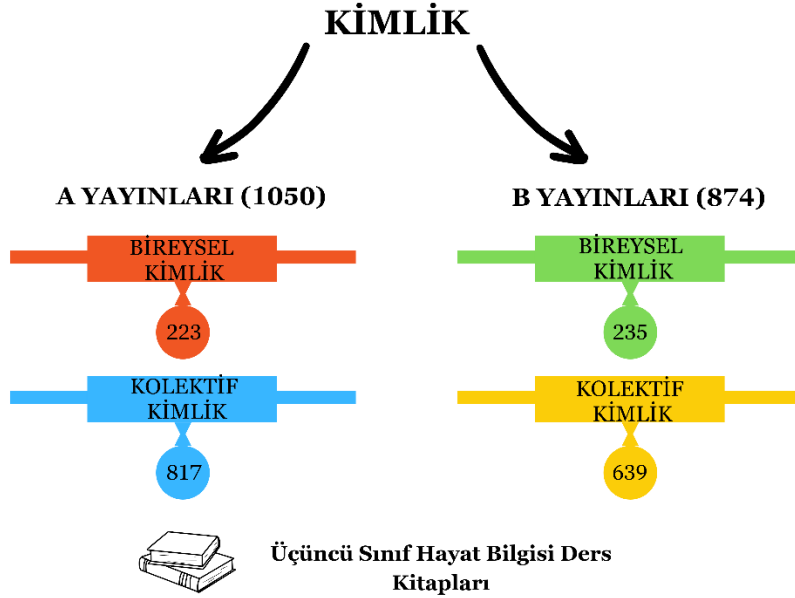 KİMLİK
A YAYINLARI (1050)
BİREYSEL
KİMLİK
223
KOLEKTİF
KİMLİK
817
B YAYINLARI (874)
BİREYSEL
KİMLİK
235
KOLEKTİF
KİMLİK
639
Üçüncü Sınıf Hayat Bilgisi Ders
Kitapları